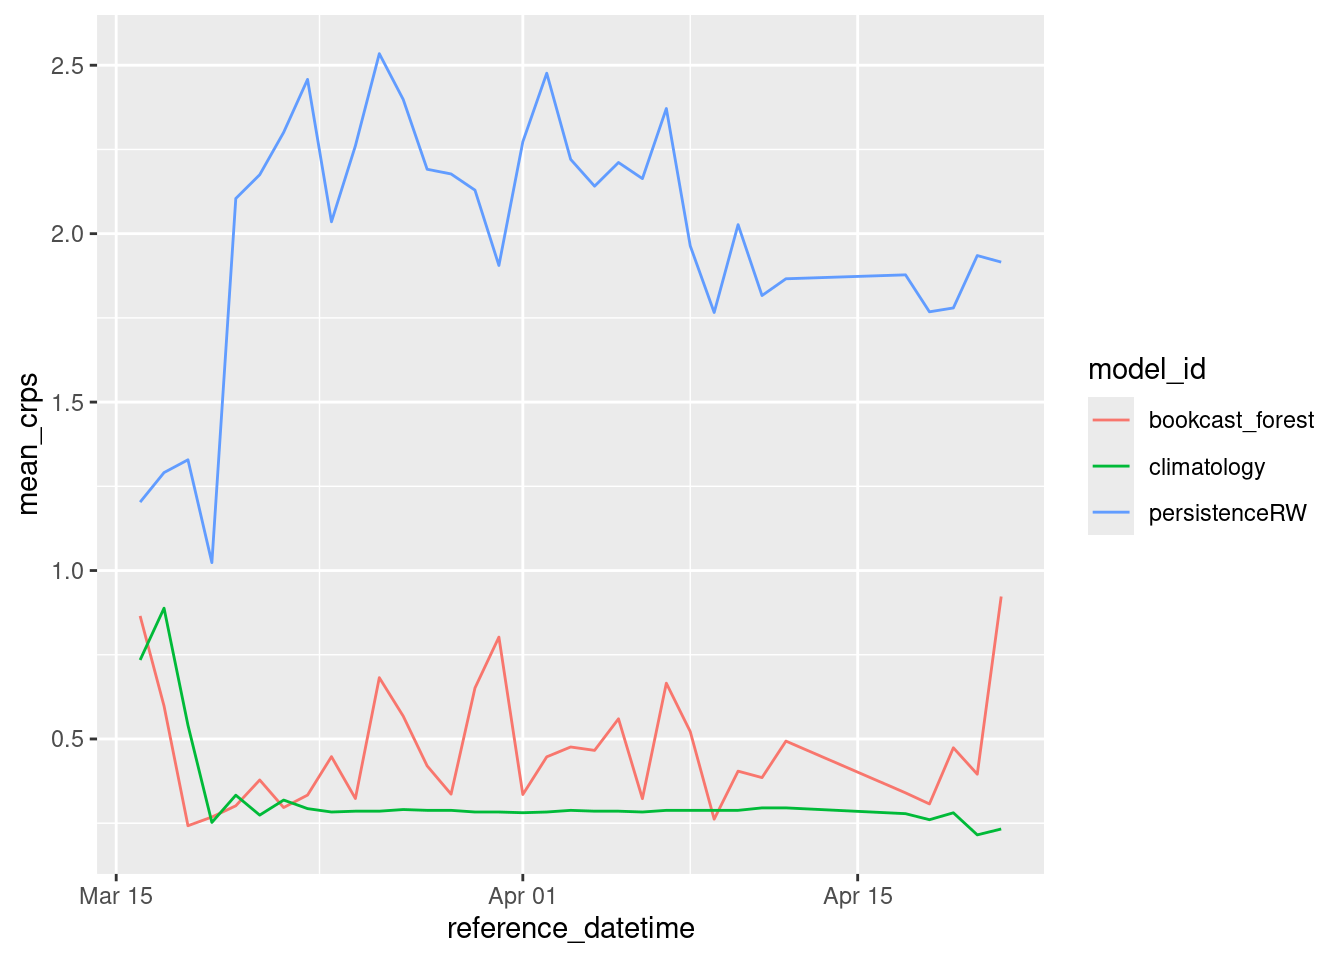 2.5
2.0
1.5
1.0
0.5
mean_crps
Mar 15
Apr 01
Apr 15
reference_datetime
model_id
bookcast_forest
climatology
persistenceRW